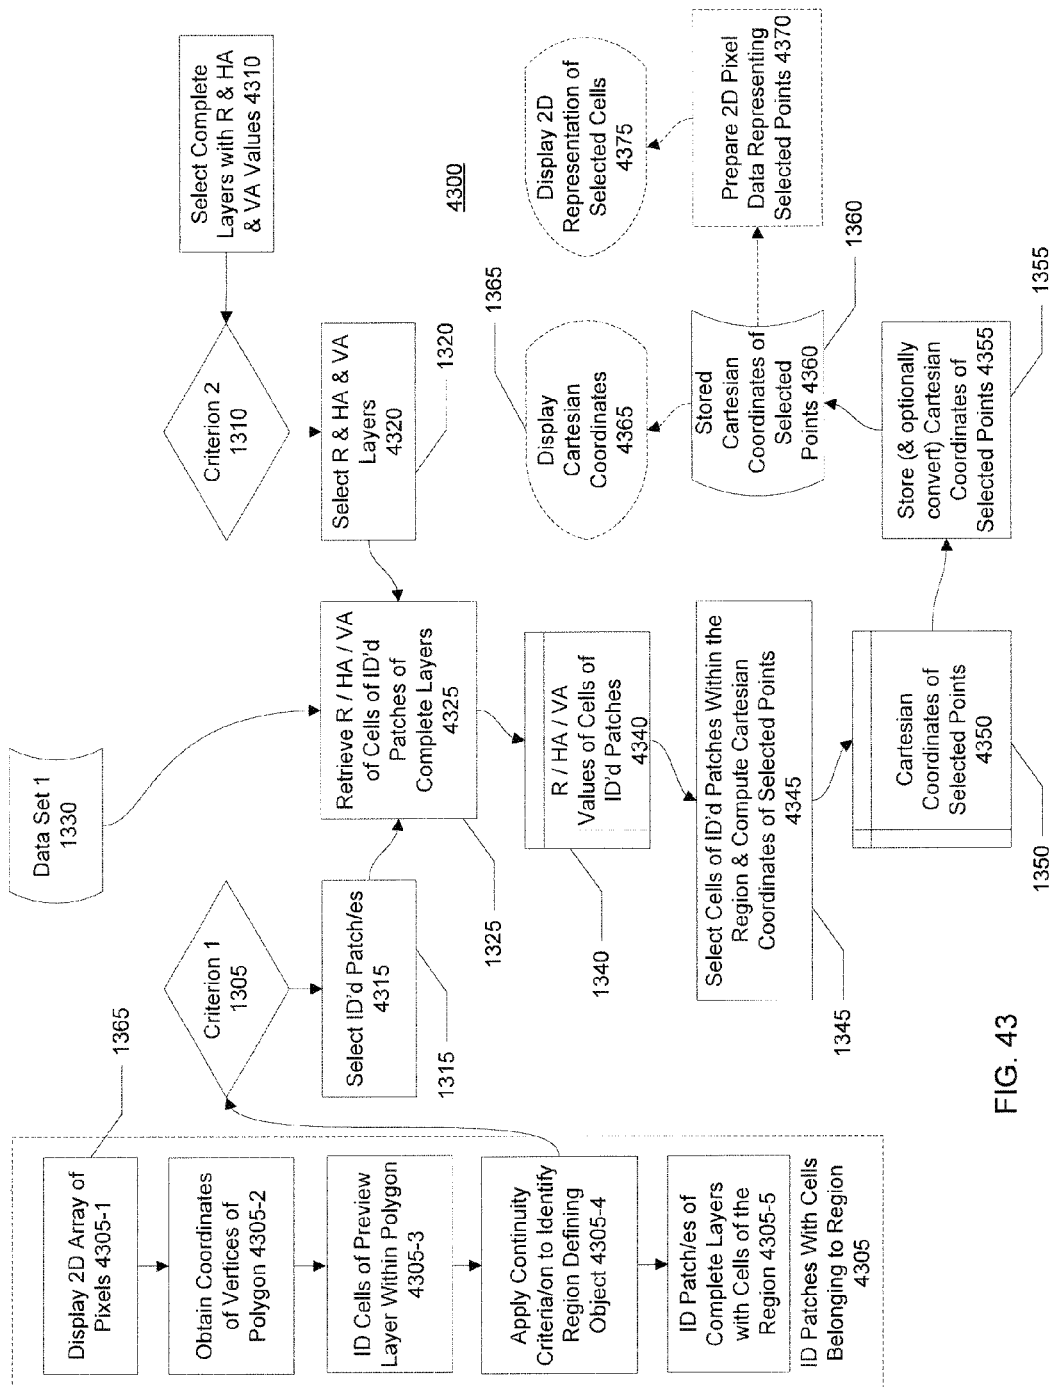 Display 2D Array of
Pixels 4305-1
1365
Obtain Coordinates
of Vertices of
Polygon 4305-2
ID Cells of Preview
Layer Within Polygon
4305-3
Apply Continuity
Criteria/on to Identify
Region Defining
Object 4305-4
ID Patch/es of
Complete Layers
with Cells of the
Region 4305-5
ID Patches With Cells
Belonging to Region
4305
Criterion 1
1305
Select ID'd Patch/es
4315
1315
Data Set 1
1330
Retrieve R / HA / VA
of Cells of ID'd
Patches of
Complete Layers
4325
1325
R / HA / VA
Values of Cells of
ID'd Patches
4340
1340
Select Cells of ID'd Patches Within the
Region & Compute Cartesian
Coordinates of Selected Points
4345
1345
Cartesian
Coordinates of
Selected Points
4350
1350
Select Complete
Layers with R & HA
& VA Values 4310
Criterion 2
1310
Select R & HA & VA
Layers
4320
1320
4300
1365
Display
Cartesian
Coordinates
4365
Display 2D
Representation of
Selected Cells
4375
Stored
Cartesian
Coordinates of
Selected
Points 4360
1360
Prepare 2D Pixel
Data Representing
Selected Points 4370
Store (& optionally
convert) Cartesian
Coordinates of
Selected Points 4355
1355
FIG. 43